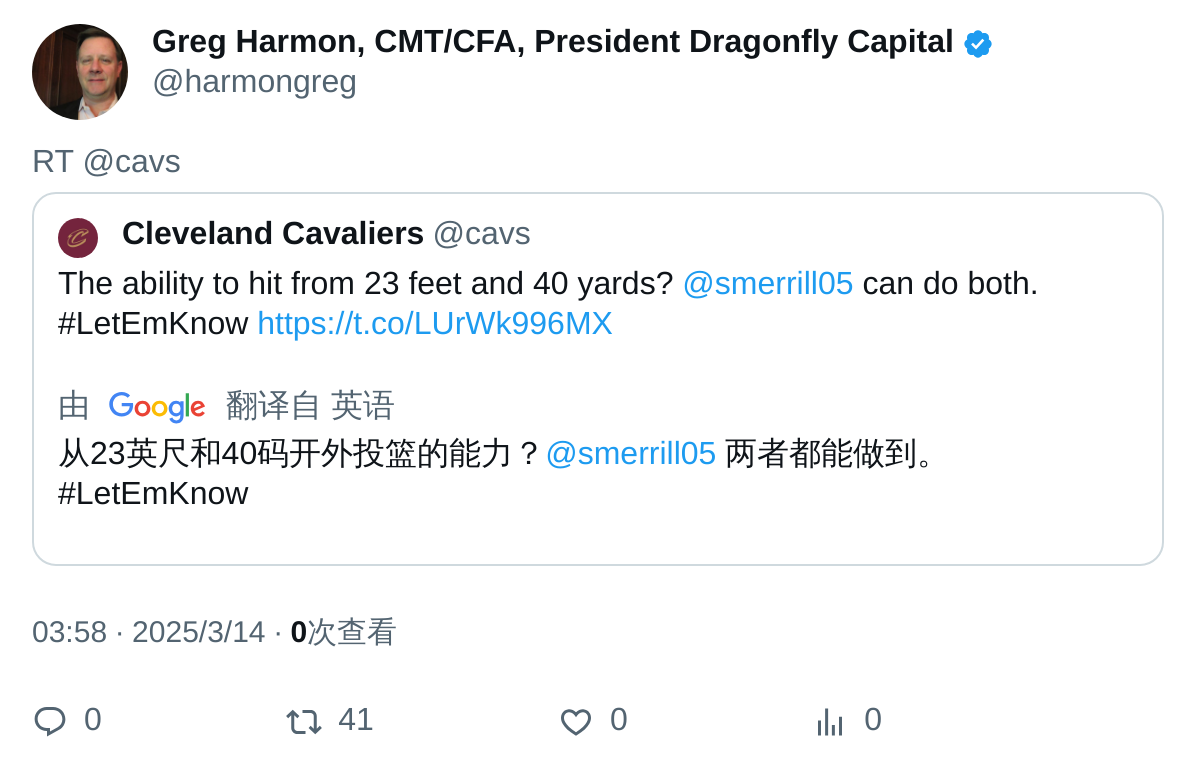 Greg Harmon, CMT/CFA, President Dragonfly Capital
@harmongreg
RT @cavs
Cleveland Cavaliers @cavs
The ability to hit from 23 feet and 40 yards? @smerrill05 can do both.
#LetEmKnow https://t.co/LUrWk996MX
由 Google 翻译自 英语
从23英尺和40码开外投篮的能力？@smerrill05 两者都能做到。
#LetEmKnow
03:58 · 2025/3/14 · 0次查看
0 41 0 0